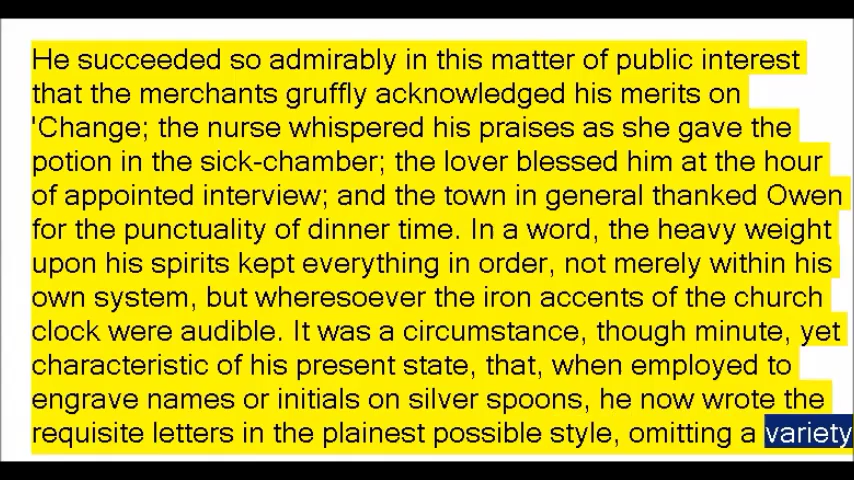 He succeeded so admirably in this matter of public interest
that the merchants gruffly acknowledged his merits on
'Change; the nurse whispered his praises as she gave the
potion in the sick-chamber; the lover blessed him at the hour
of appointed interview; and the town in general thanked Owen
for the punctuality of dinner time. In a word, the heavy weight
upon his spirits kept everything in order, not merely within his
own system, but wheresoever the iron accents of the church
clock were audible. It was a circumstance, though minute, yet
characteristic of his present state, that, when employed to
engrave names or initials on silver spoons, he now wrote the
requisite letters in the plainest possible style, omitting a variety